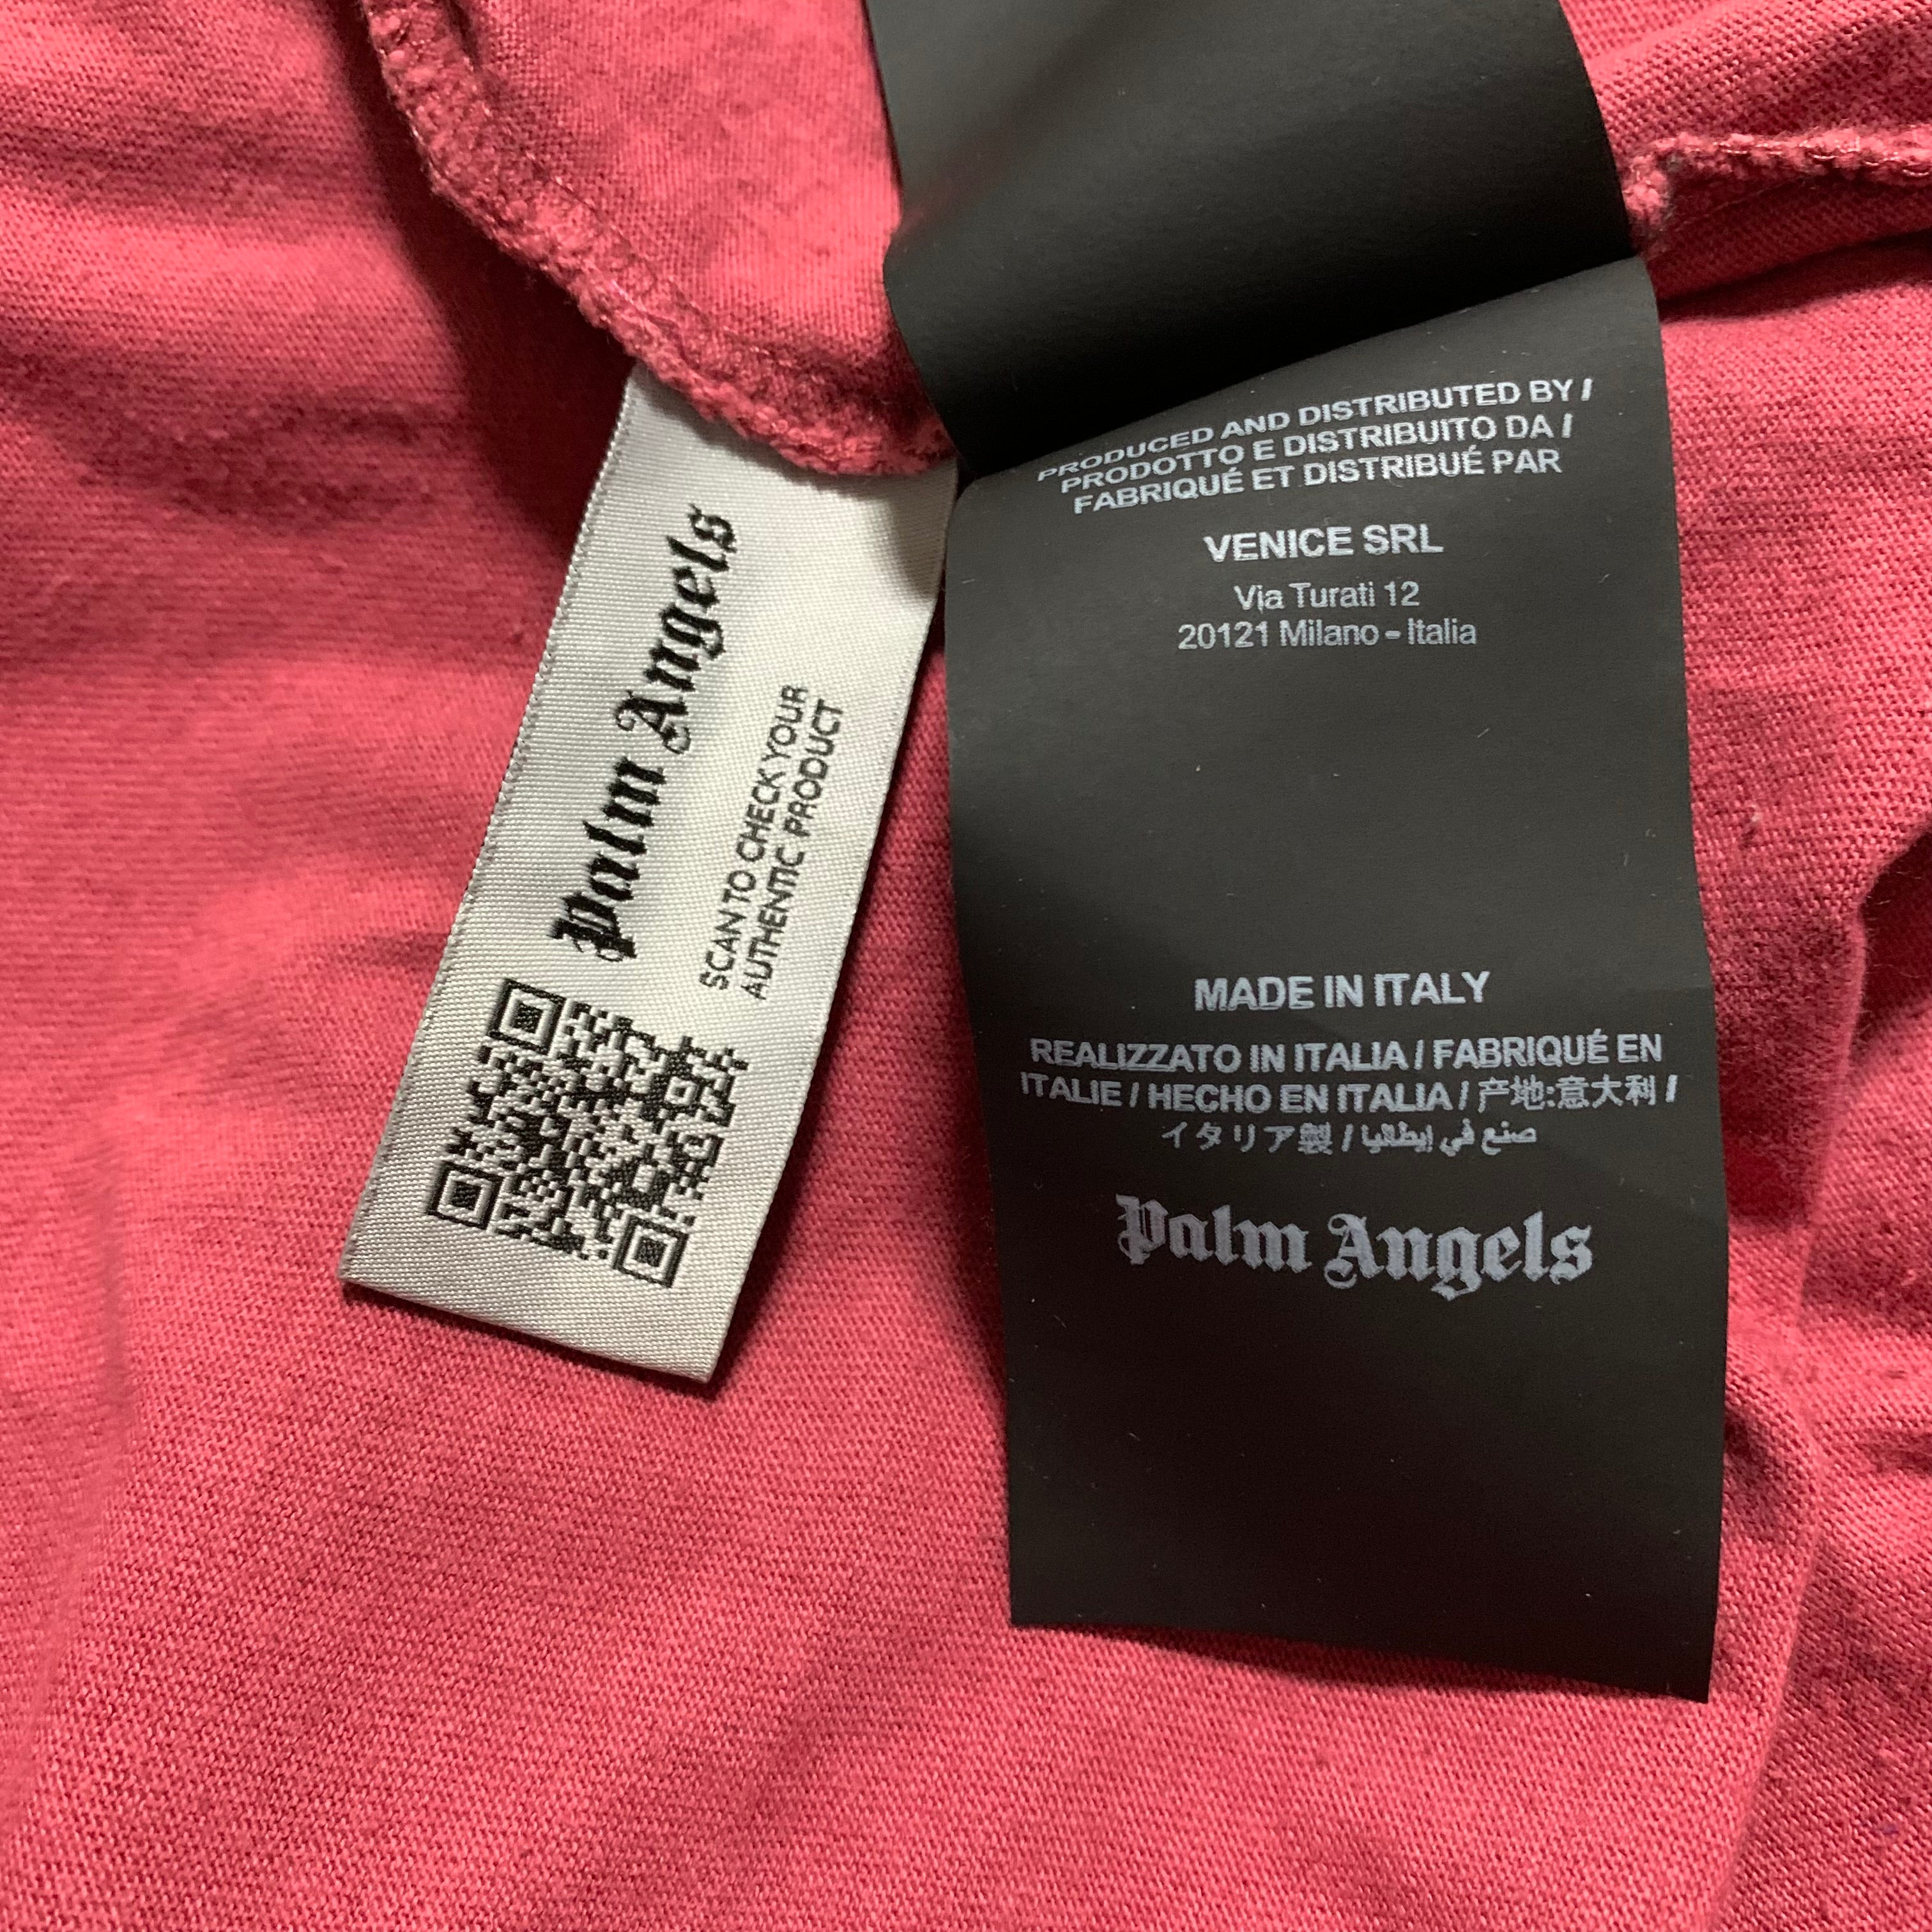 Palm Angels
SCAN TO CHECK YOUR
AUTHENTIC PRODUCT
PRODUCED AND DISTRIBUTED BY /
PRODOTTO E DISTRIBUITO DA /
FABRIQUÉ ET DISTRIBUÉ PAR
VENICE SRL
Via Turati 12
20121 Milano - Italia
MADE IN ITALY
REALIZZATO IN ITALIA / FABRIQUÉ EN
ITALIE / HECHO EN ITALIA / 产地:意大利 /
イタリア製 / صنع في إيطاليا
Palm Angels